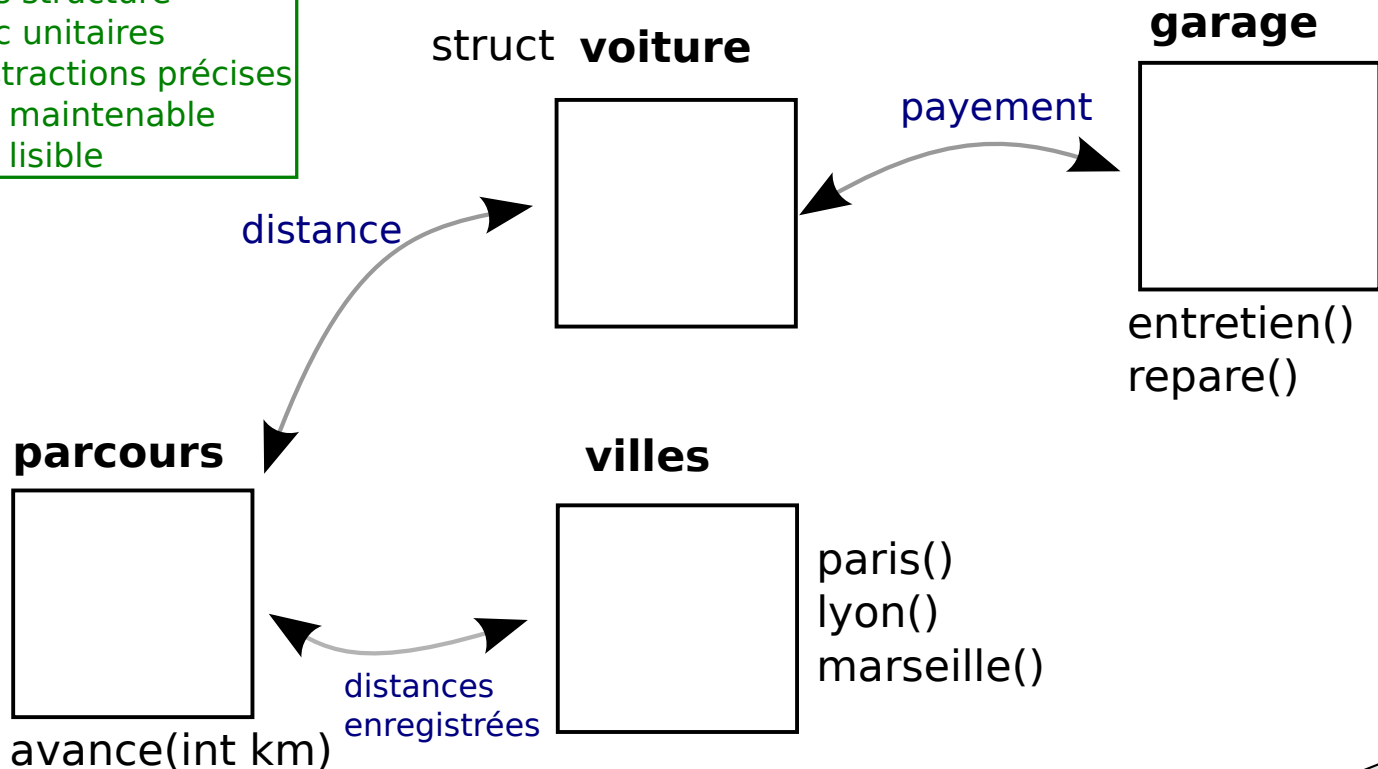 structure
unitaires
précises
maintenable
lisible
struct voiture
garage
payement
distance
entretien()
repare()
parcours
villes
paris()
lyon()
marseille()
distances
enregistrées
avance(int km)